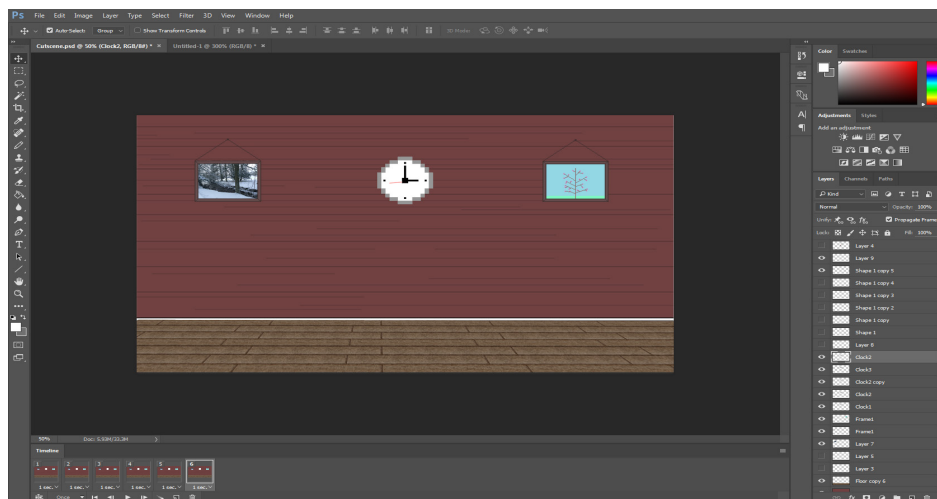 Ps File Edit Image Layer Type Select Filter 3D View Window Help
Auto-Select: Group Show Transform Controls 3D Mode:
Cutscene.psd @ 50% (Clock2, RGB/8#) * × Untitled-1 @ 300% (RGB/8) * ×
Color Swatches
Adjustments Styles
Add an adjustment
Layers Channels Paths
Kind
Normal Opacity: 100%
Unify: Propagate Frame
Lock: Fill: 100%
Layer 4
Layer 9
Shape 1 copy 5
Shape 1 copy 4
Shape 1 copy 3
Shape 1 copy 2
Shape 1 copy
Shape 1
Layer 8
Clock2
Clock3
Clock2 copy
Clock2
Clock1
Frame1
Frame1
Layer 7
Layer 5
Layer 3
Floor copy 6
50% Doc: 5.93M/33.3M
Timeline
1 2 3 4 5 6
1 sec. 1 sec. 1 sec. 1 sec. 1 sec. 1 sec.
Once